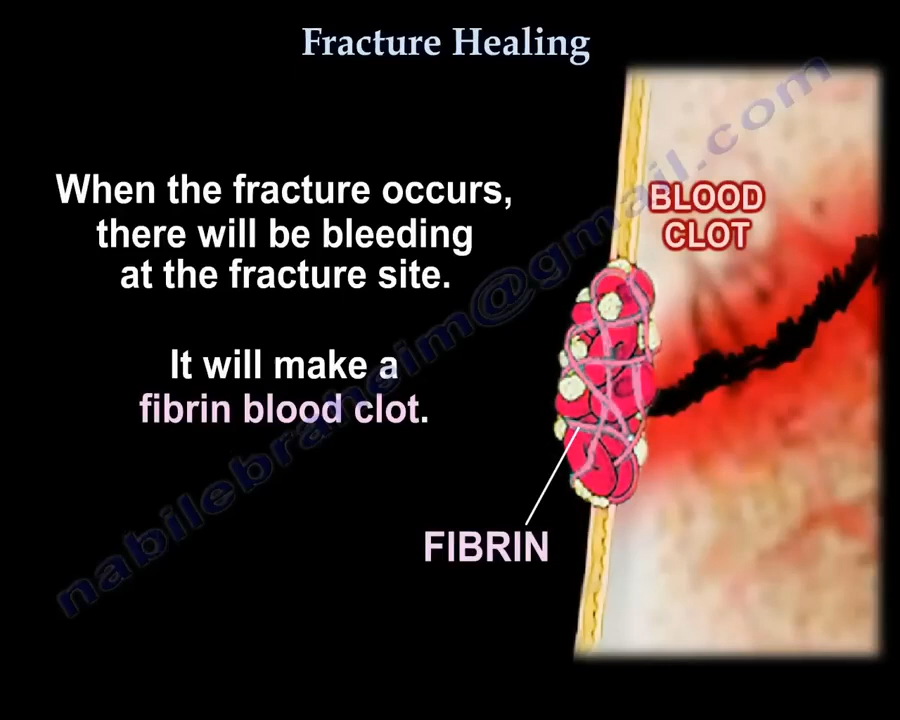 Fracture Healing
When the fracture occurs,
there will be bleeding
at the fracture site.
It will make a
fibrin blood clot.
BLOOD
CLOT
FIBRIN
nabilebraheim@gmail.com